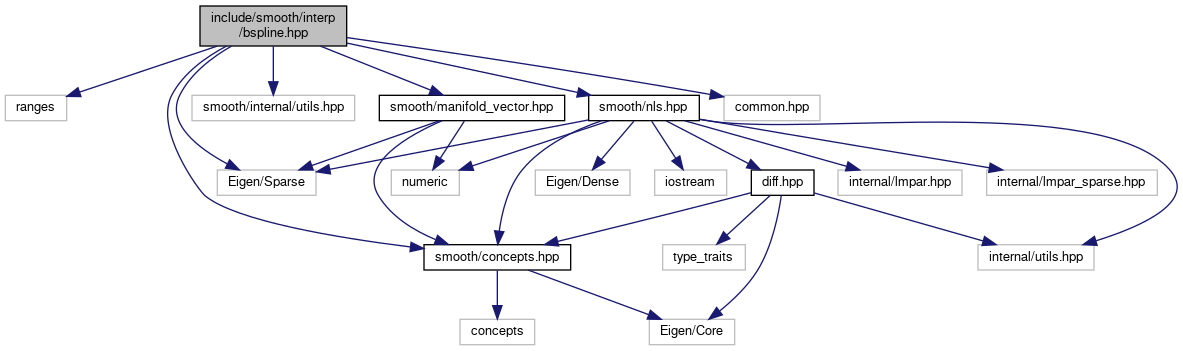 include/smooth/interp
/bspline.hpp
ranges
smooth/internal/utils.hpp
smooth/manifold_vector.hpp
smooth/nls.hpp
common.hpp
Eigen/Sparse
numeric
Eigen/Dense
iostream
diff.hpp
internal/lmpar.hpp
internal/lmpar_sparse.hpp
smooth/concepts.hpp
type_traits
internal/utils.hpp
concepts
Eigen/Core